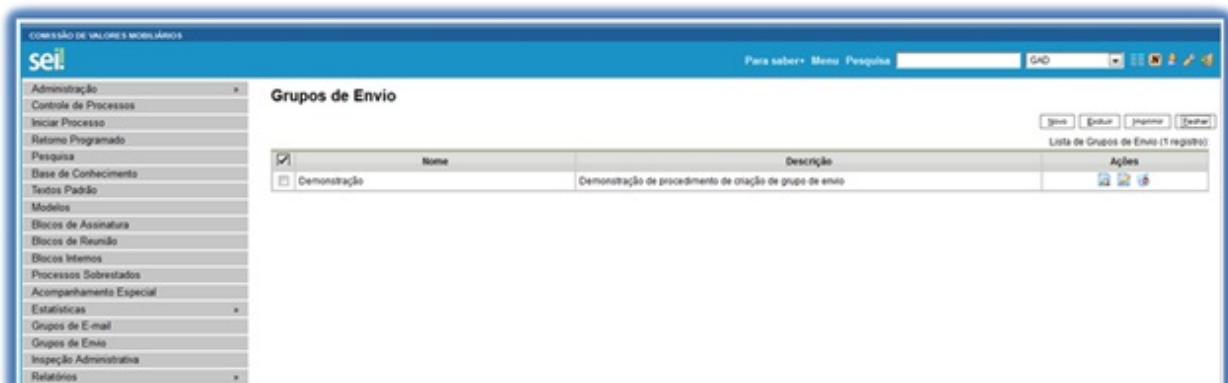 COMISSÃO DE VALORES MOBILIÁRIOS
sei!
Para saber+ Menu Pesquisa GAD
Administração
Controle de Processos
Iniciar Processo
Retorno Programado
Pesquisa
Base de Conhecimento
Textos Padrão
Modelos
Blocos de Assinatura
Blocos de Reunião
Blocos Internos
Processos Sobrestados
Acompanhamento Especial
Estatísticas
Grupos de E-mail
Grupos de Envio
Inspeção Administrativa
Relatórios
Grupos de Envio
Novo Excluir Imprimir Fechar
Lista de Grupos de Envio (1 registro):
Nome Descrição Ações
Demonstração Demonstração de procedimento de criação de grupo de envio